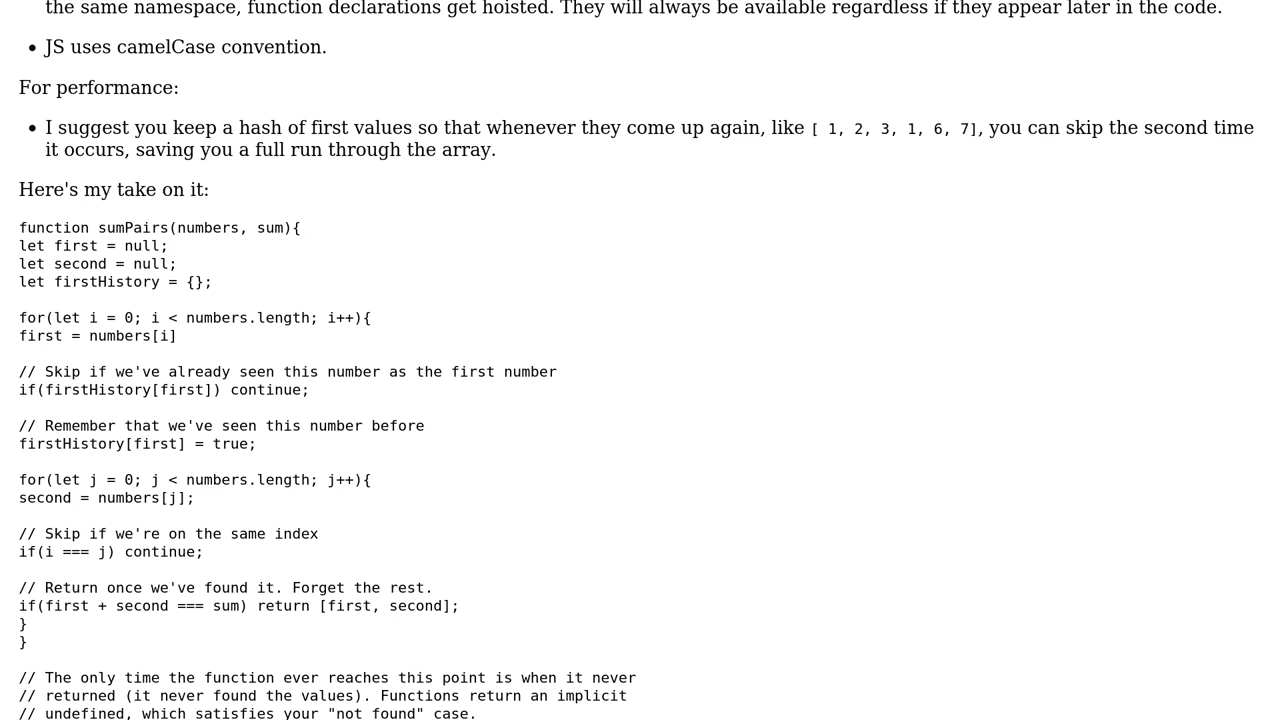 the same namespace, function declarations get hoisted. They will always be available regardless if they appear later in the code.
• JS uses camelCase convention.
For performance:
• I suggest you keep a hash of first values so that whenever they come up again, like [ 1, 2, 3, 1, 6, 7], you can skip the second time
it occurs, saving you a full run through the array.
Here's my take on it:
function sumPairs(numbers, sum){
let first = null;
let second = null;
let firstHistory = {};
for(let i = 0; i < numbers.length; i++){
first = numbers[i]
// Skip if we've already seen this number as the first number
if(firstHistory[first]) continue;
// Remember that we've seen this number before
firstHistory[first] = true;
for(let j = 0; j < numbers.length; j++){
second = numbers[j];
// Skip if we're on the same index
if(i === j) continue;
// Return once we've found it. Forget the rest.
if(first + second === sum) return [first, second];
}
}
// The only time the function ever reaches this point is when it never
// returned (it never found the values). Functions return an implicit
// undefined, which satisfies your "not found" case.